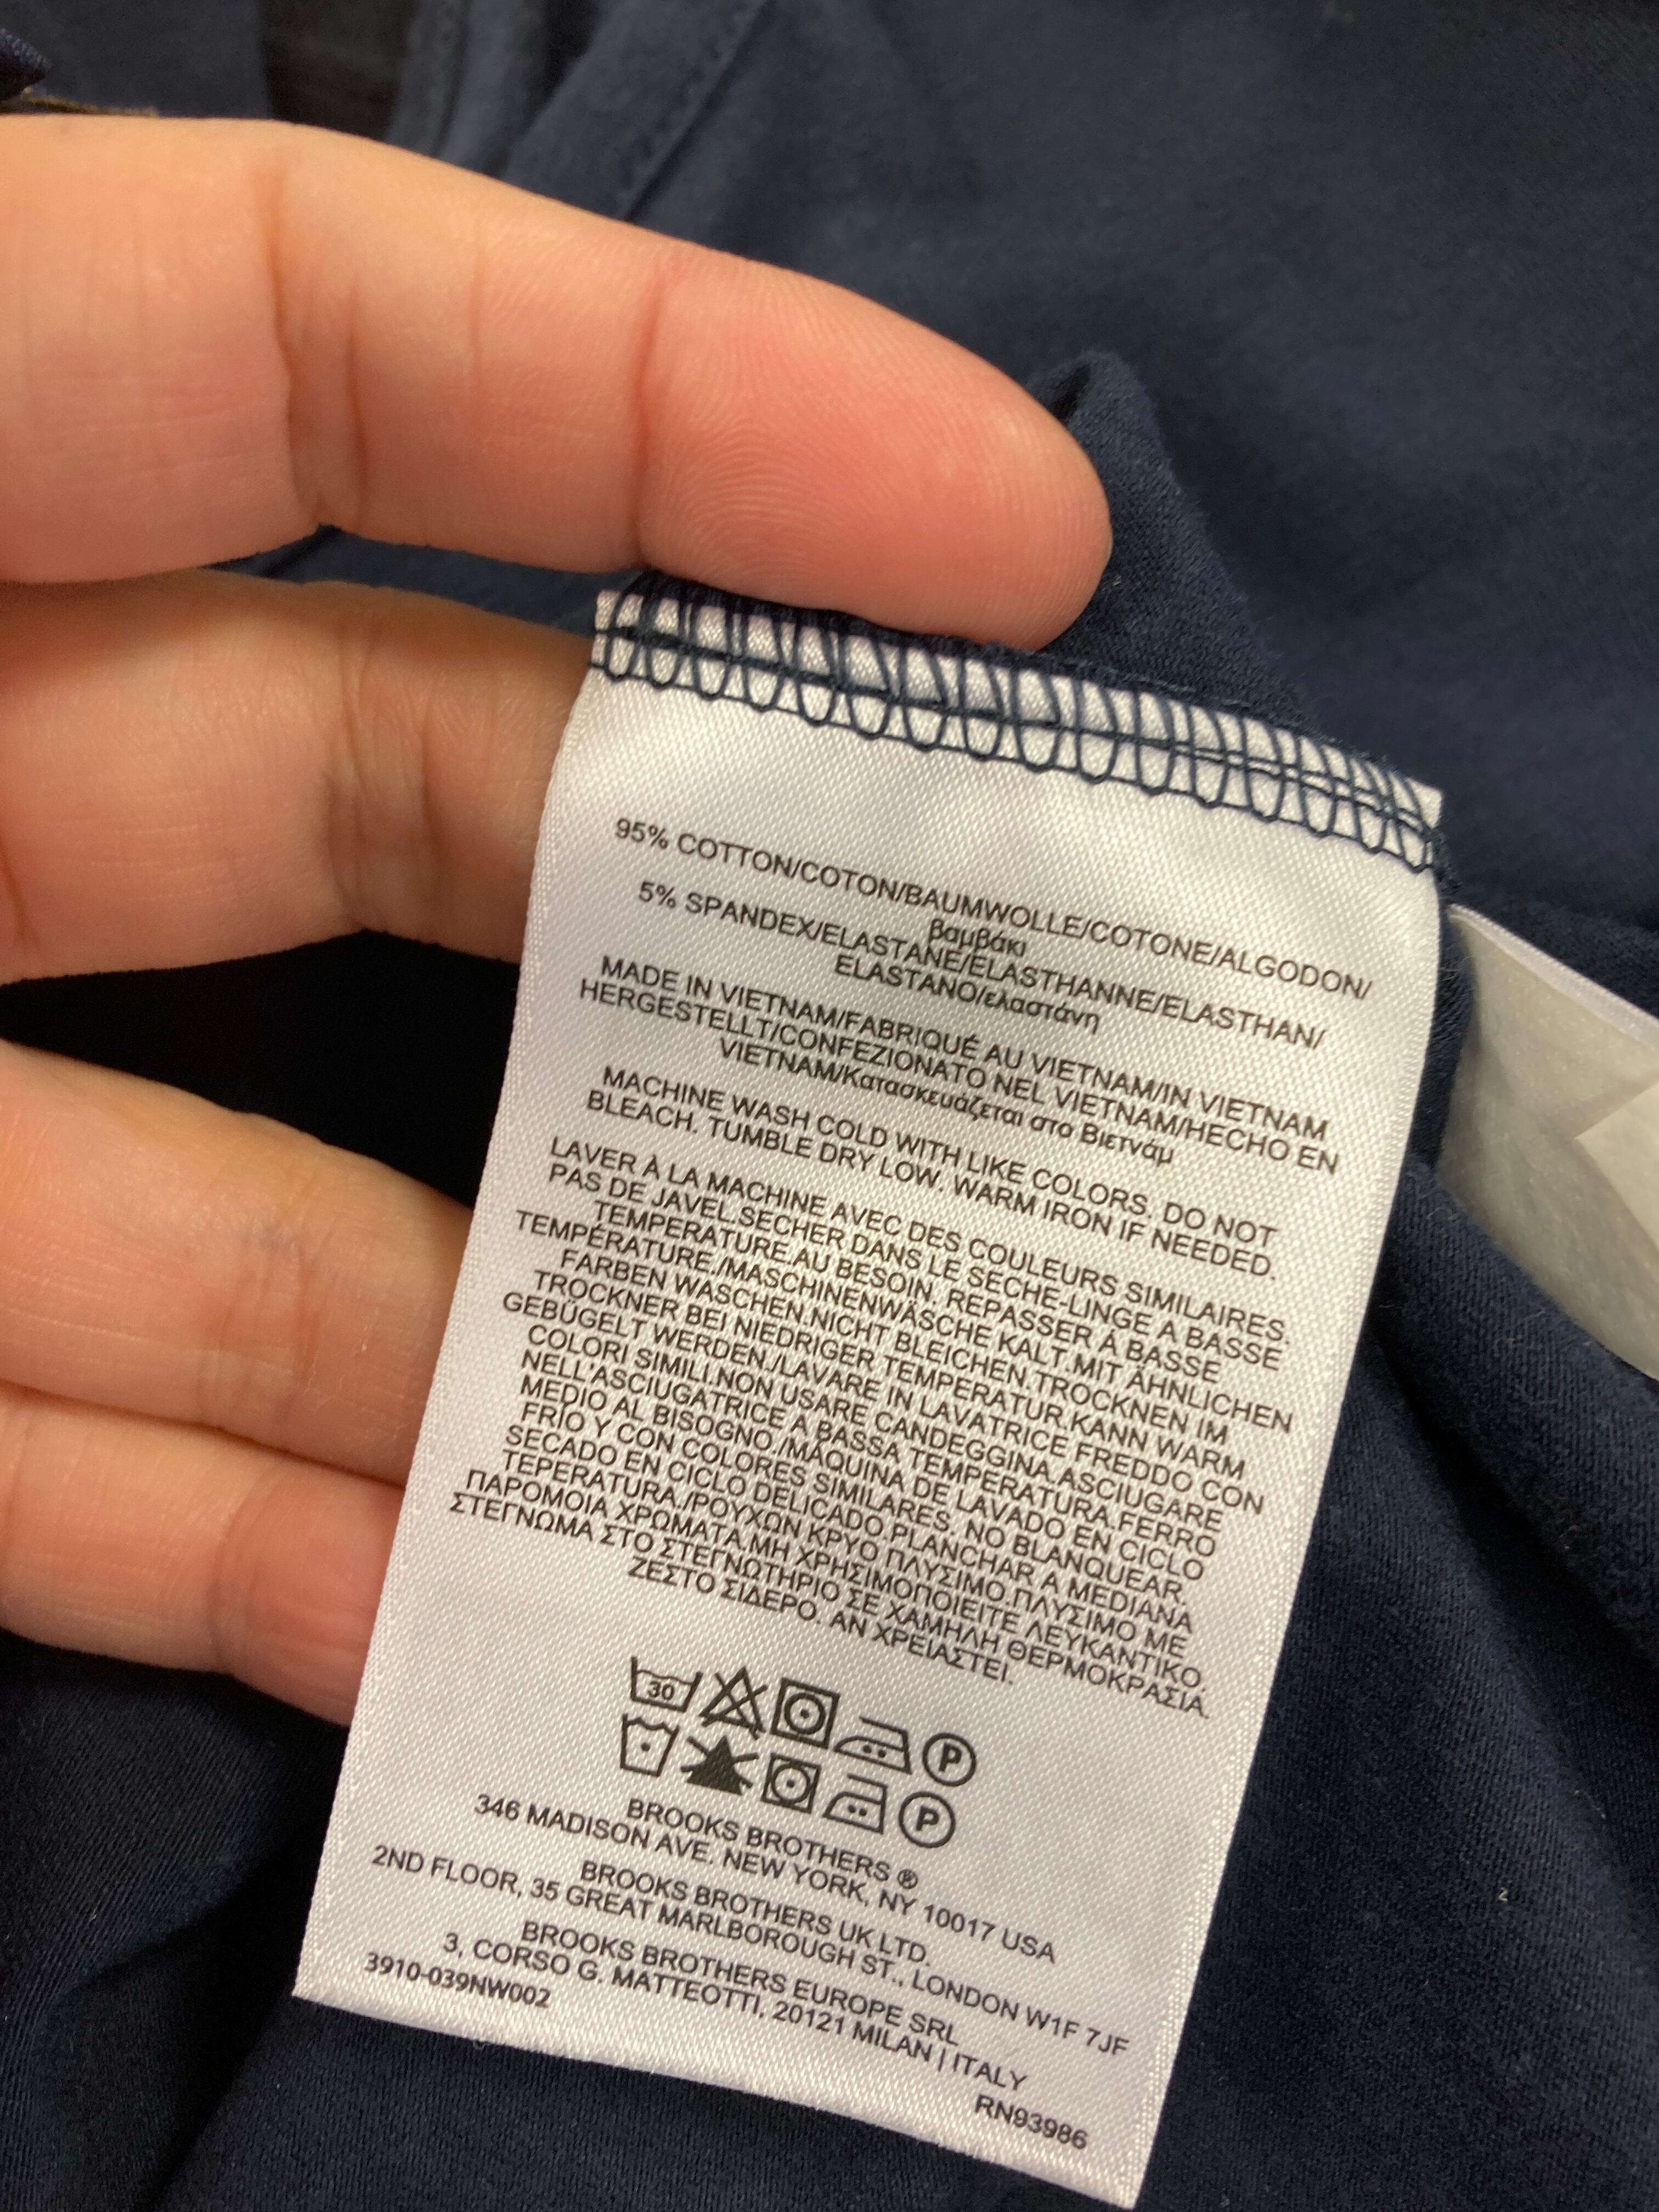 95% COTTON/COTON/BAUMWOLLE/COTONE/ALGODON/
βαμβάκι
5% SPANDEX/ELASTANE/ELASTHANNE/ELASTHAN/
ELASTANO/ελαστάνη
MADE IN VIETNAM/FABRIQUÉ AU VIETNAM/IN VIETNAM
HERGESTELLT/CONFEZIONATO NEL VIETNAM/HECHO EN
VIETNAM/Κατασκευάζεται στο Βιετνάμ
MACHINE WASH COLD WITH LIKE COLORS. DO NOT
BLEACH. TUMBLE DRY LOW. WARM IRON IF NEEDED.
LAVER À LA MACHINE AVEC DES COULEURS SIMILAIRES.
PAS DE JAVEL.SECHER DANS LE SECHE-LINGE A BASSE
TEMPERATURE.AU BESOIN, REPASSER À BASSE
TEMPÉRATURE./MASCHINENWÄSCHE KALT.MIT ÄHNLICHEN
FARBEN WASCHEN.NICHT BLEICHEN.TROCKNEN IM
TROCKNER BEI NIEDRIGER TEMPERATUR.KANN WARM
GEBÜGELT WERDEN./LAVARE IN LAVATRICE FREDDO CON
COLORI SIMILI.NON USARE CANDEGGINA.ASCIUGARE
NELL'ASCIUGATRICE A BASSA TEMPERATURA.FERRO
MEDIO AL BISOGNO./MÁQUINA DE LAVADO EN CICLO
FRÍO Y CON COLORES SIMILARES. NO BLANQUEAR.
SECADO EN CICLO DELICADO.PLANCHAR A MEDIANA
TEPERATURA./ΡΟΥΧΩΝ ΚΡΥΟ ΠΛΥΣΙΜΟ.ΠΛΥΣΙΜΟ ΜΕ
ΠΑΡΟΜΟΙΑ ΧΡΩΜΑΤΑ.ΜΗ ΧΡΗΣΙΜΟΠΟΙΕΙΤΕ ΛΕΥΚΑΝΤΙΚΟ.
ΣΤΕΓΝΩΜΑ ΣΤΟ ΣΤΕΓΝΩΤΗΡΙΟ ΣΕ ΧΑΜΗΛΗ ΘΕΡΜΟΚΡΑΣΙΑ.
ΖΕΣΤΟ ΣΙΔΕΡΟ. ΑΝ ΧΡΕΙΑΣΤΕΙ.
30 P
P
BROOKS BROTHERS ®
346 MADISON AVE. NEW YORK, NY 10017 USA
BROOKS BROTHERS UK LTD.
2ND FLOOR, 35 GREAT MARLBOROUGH ST., LONDON W1F 7JF
BROOKS BROTHERS EUROPE SRL
3, CORSO G. MATTEOTTI, 20121 MILAN | ITALY
3910-039NW002
RN93986